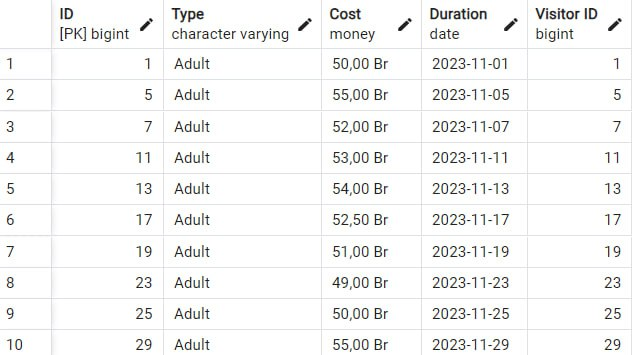 ID Type Cost Duration Visitor ID
[PK] bigint character varying money date bigint
1 1 Adult 50,00 Br 2023-11-01 1
2 5 Adult 55,00 Br 2023-11-05 5
3 7 Adult 52,00 Br 2023-11-07 7
4 11 Adult 53,00 Br 2023-11-11 11
5 13 Adult 54,00 Br 2023-11-13 13
6 17 Adult 52,50 Br 2023-11-17 17
7 19 Adult 51,00 Br 2023-11-19 19
8 23 Adult 49,00 Br 2023-11-23 23
9 25 Adult 50,00 Br 2023-11-25 25
10 29 Adult 55,00 Br 2023-11-29 29